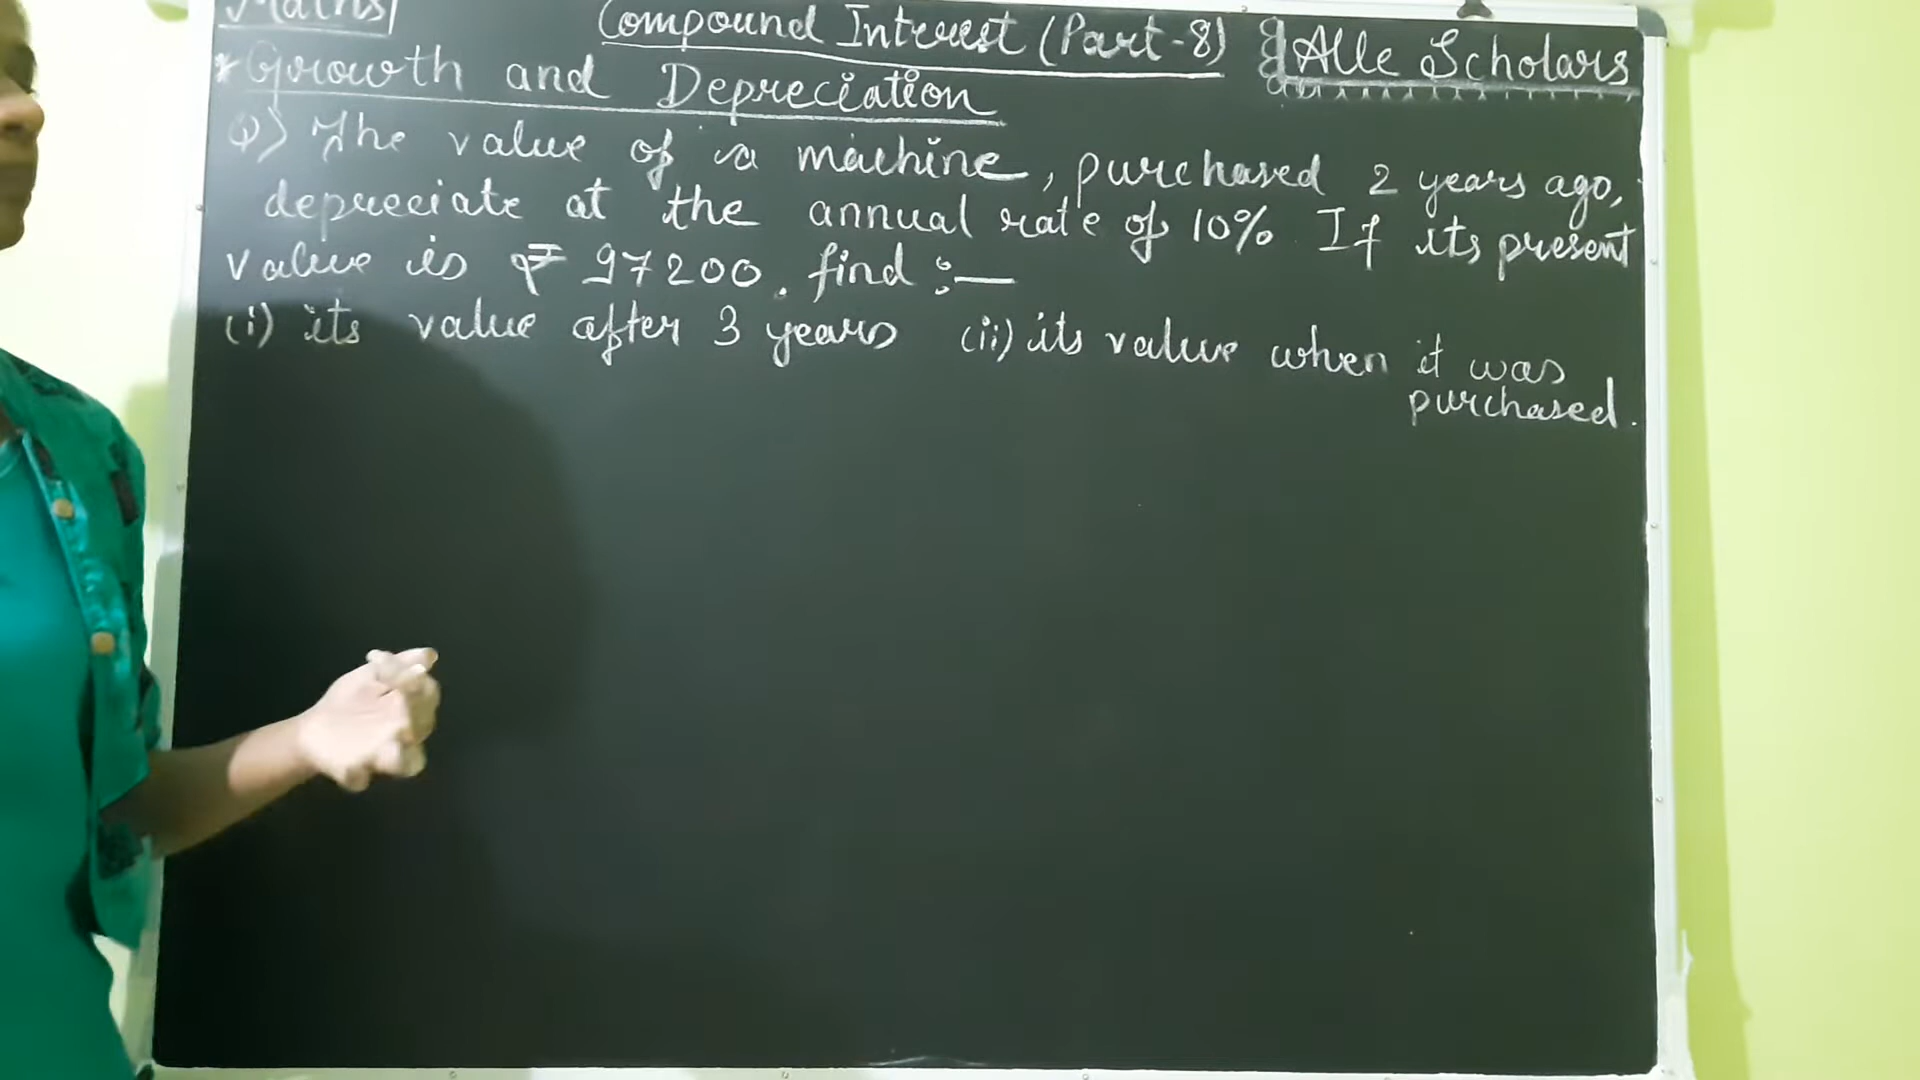 Maths
Compound Interest (Part-8)
Alle Scholars
* Growth and Depreciation
Q) The value of a machine, purchased 2 years ago,
depreciate at the annual rate of 10%. If its present
value is ₹ 97200. find :—
(i) its value after 3 years (ii) its value when it was
purchased.